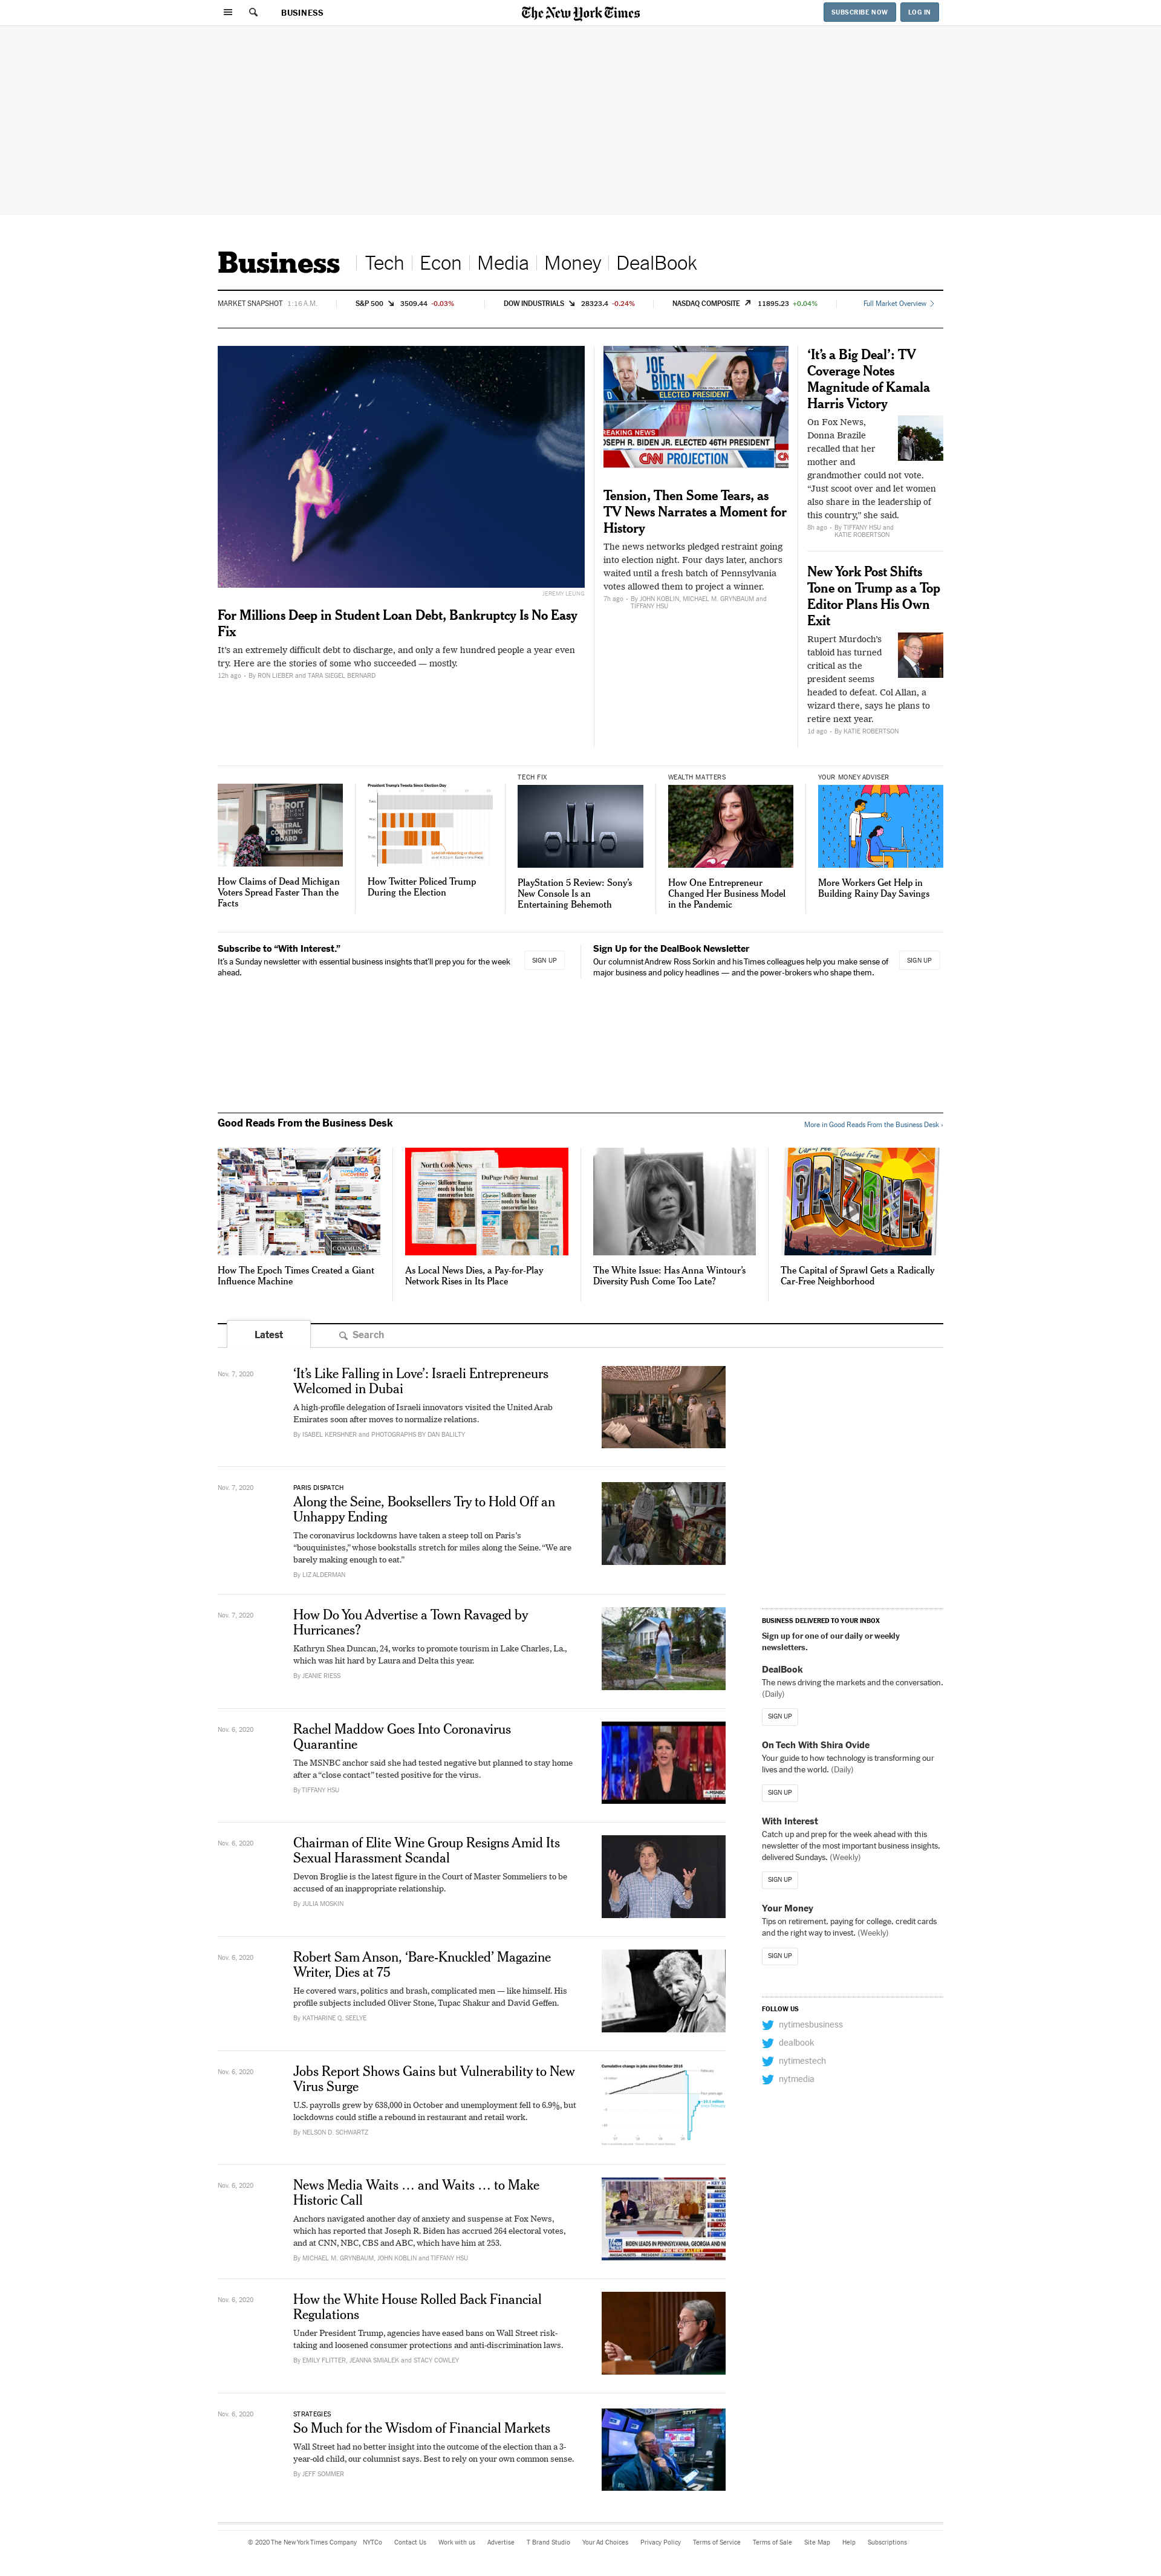 BUSINESS
The New York Times
SUBSCRIBE NOW
LOG IN
Business
Tech
Econ
Media
Money
DealBook
MARKET SNAPSHOT 1:16 A.M.
S&P 500 3509.44 -0.03%
DOW INDUSTRIALS 28323.4 -0.24%
NASDAQ COMPOSITE 11895.23 +0.04%
Full Market Overview
JEREMY LEUNG
For Millions Deep in Student Loan Debt, Bankruptcy Is No Easy
Fix
It’s an extremely difficult debt to discharge, and only a few hundred people a year even
try. Here are the stories of some who succeeded — mostly.
12h ago • By RON LIEBER and TARA SIEGEL BERNARD
JOE
BIDEN
ELECTED PRESIDENT
BREAKING NEWS
JOSEPH R. BIDEN JR. ELECTED 46TH PRESIDENT
CNN PROJECTION
Tension, Then Some Tears, as
TV News Narrates a Moment for
History
The news networks pledged restraint going
into election night. Four days later, anchors
waited until a fresh batch of Pennsylvania
votes allowed them to project a winner.
7h ago • By JOHN KOBLIN, MICHAEL M. GRYNBAUM and
TIFFANY HSU
‘It’s a Big Deal’: TV
Coverage Notes
Magnitude of Kamala
Harris Victory
On Fox News,
Donna Brazile
recalled that her
mother and
grandmother could not vote.
“Just scoot over and let women
also share in the leadership of
this country,” she said.
8h ago • By TIFFANY HSU and
KATIE ROBERTSON
New York Post Shifts
Tone on Trump as a Top
Editor Plans His Own
Exit
Rupert Murdoch’s
tabloid has turned
critical as the
president seems
headed to defeat. Col Allan, a
wizard there, says he plans to
retire next year.
1d ago • By KATIE ROBERTSON
DETROIT
CENTRAL
COUNTING
BOARD
How Claims of Dead Michigan
Voters Spread Faster Than the
Facts
President Trump's Tweets Since Election Day
How Twitter Policed Trump
During the Election
TECH FIX
PlayStation 5 Review: Sony’s
New Console Is an
Entertaining Behemoth
WEALTH MATTERS
How One Entrepreneur
Changed Her Business Model
in the Pandemic
YOUR MONEY ADVISER
More Workers Get Help in
Building Rainy Day Savings
Subscribe to “With Interest.”
It’s a Sunday newsletter with essential business insights that’ll prep you for the week
ahead.
SIGN UP
Sign Up for the DealBook Newsletter
Our columnist Andrew Ross Sorkin and his Times colleagues help you make sense of
major business and policy headlines — and the power-brokers who shape them.
SIGN UP
Good Reads From the Business Desk
More in Good Reads From the Business Desk ›
How The Epoch Times Created a Giant
Influence Machine
North Cook News
DuPage Policy Journal
Opinion
Skillicorn: Rauner
needs to hold his
conservative base
Opinion
Skillicorn: Rauner
needs to hold his
conservative base
As Local News Dies, a Pay-for-Play
Network Rises in Its Place
The White Issue: Has Anna Wintour’s
Diversity Push Come Too Late?
Car-Free Greetings From
ARIZONA
The Capital of Sprawl Gets a Radically
Car-Free Neighborhood
Latest
Search
Nov. 7, 2020
‘It’s Like Falling in Love’: Israeli Entrepreneurs
Welcomed in Dubai
A high-profile delegation of Israeli innovators visited the United Arab
Emirates soon after moves to normalize relations.
By ISABEL KERSHNER and PHOTOGRAPHS BY DAN BALILTY
Nov. 7, 2020
PARIS DISPATCH
Along the Seine, Booksellers Try to Hold Off an
Unhappy Ending
The coronavirus lockdowns have taken a steep toll on Paris’s
“bouquinistes,” whose bookstalls stretch for miles along the Seine. “We are
barely making enough to eat.”
By LIZ ALDERMAN
Nov. 7, 2020
How Do You Advertise a Town Ravaged by
Hurricanes?
Kathryn Shea Duncan, 24, works to promote tourism in Lake Charles, La.,
which was hit hard by Laura and Delta this year.
By JEANIE RIESS
Nov. 6, 2020
Rachel Maddow Goes Into Coronavirus
Quarantine
The MSNBC anchor said she had tested negative but planned to stay home
after a “close contact” tested positive for the virus.
By TIFFANY HSU
MSNBC
Nov. 6, 2020
Chairman of Elite Wine Group Resigns Amid Its
Sexual Harassment Scandal
Devon Broglie is the latest figure in the Court of Master Sommeliers to be
accused of an inappropriate relationship.
By JULIA MOSKIN
Nov. 6, 2020
Robert Sam Anson, ‘Bare-Knuckled’ Magazine
Writer, Dies at 75
He covered wars, politics and brash, complicated men — like himself. His
profile subjects included Oliver Stone, Tupac Shakur and David Geffen.
By KATHARINE Q. SEELYE
Nov. 6, 2020
Jobs Report Shows Gains but Vulnerability to New
Virus Surge
U.S. payrolls grew by 638,000 in October and unemployment fell to 6.9%, but
lockdowns could stifle a rebound in restaurant and retail work.
By NELSON D. SCHWARTZ
Cumulative change in jobs since October 2016
Nov. 6, 2020
News Media Waits … and Waits … to Make
Historic Call
Anchors navigated another day of anxiety and suspense at Fox News,
which has reported that Joseph R. Biden has accrued 264 electoral votes,
and at CNN, NBC, CBS and ABC, which have him at 253.
By MICHAEL M. GRYNBAUM, JOHN KOBLIN and TIFFANY HSU
BIDEN LEADS IN PENNSYLVANIA, GEORGIA AND NE
Nov. 6, 2020
How the White House Rolled Back Financial
Regulations
Under President Trump, agencies have eased bans on Wall Street risk-
taking and loosened consumer protections and anti-discrimination laws.
By EMILY FLITTER, JEANNA SMIALEK and STACY COWLEY
Nov. 6, 2020
STRATEGIES
So Much for the Wisdom of Financial Markets
Wall Street had no better insight into the outcome of the election than a 3-
year-old child, our columnist says. Best to rely on your own common sense.
By JEFF SOMMER
BUSINESS DELIVERED TO YOUR INBOX
Sign up for one of our daily or weekly
newsletters.
DealBook
The news driving the markets and the conversation.
(Daily)
SIGN UP
On Tech With Shira Ovide
Your guide to how technology is transforming our
lives and the world. (Daily)
SIGN UP
With Interest
Catch up and prep for the week ahead with this
newsletter of the most important business insights,
delivered Sundays. (Weekly)
SIGN UP
Your Money
Tips on retirement, paying for college, credit cards
and the right way to invest. (Weekly)
SIGN UP
FOLLOW US
nytimesbusiness
dealbook
nytimestech
nytmedia
© 2020 The New York Times Company NYTCo Contact Us Work with us Advertise T Brand Studio Your Ad Choices Privacy Policy Terms of Service Terms of Sale Site Map Help Subscriptions